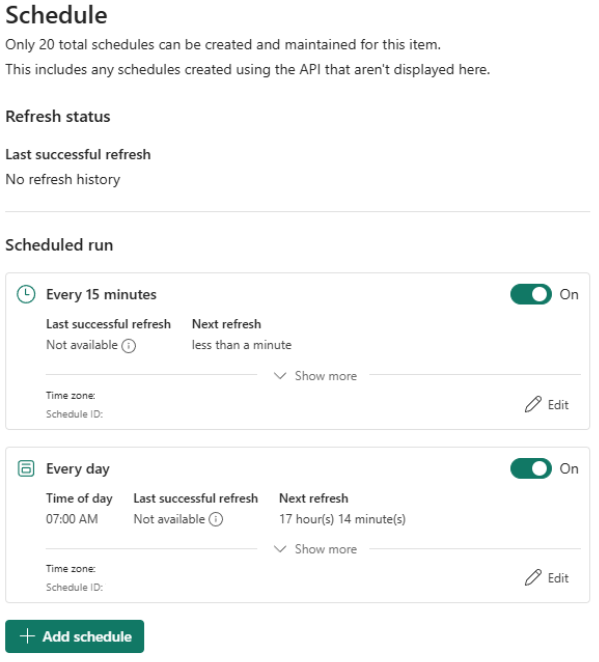 Schedule
Only 20 total schedules can be created and maintained for this item.
This includes any schedules created using the API that aren't displayed here.
Refresh status
Last successful refresh
No refresh history
Scheduled run
Every 15 minutes
On
Last successful refresh Next refresh
Not available less than a minute
Show more
Time zone:
Schedule ID:
Edit
Every day
On
Time of day Last successful refresh Next refresh
07:00 AM Not available 17 hour(s) 14 minute(s)
Show more
Time zone:
Schedule ID:
Edit
Add schedule